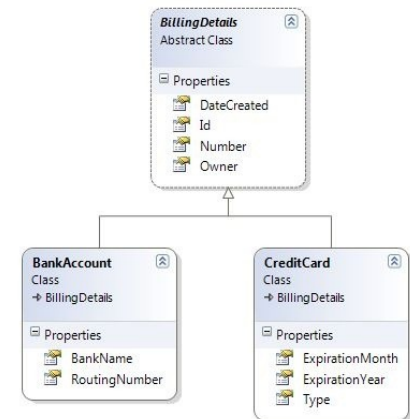 BillingDetails
Abstract Class
Properties
DateCreated
Id
Number
Owner
BankAccount
Class
BillingDetails
Properties
BankName
RoutingNumber
CreditCard
Class
BillingDetails
Properties
ExpirationMonth
ExpirationYear
Type